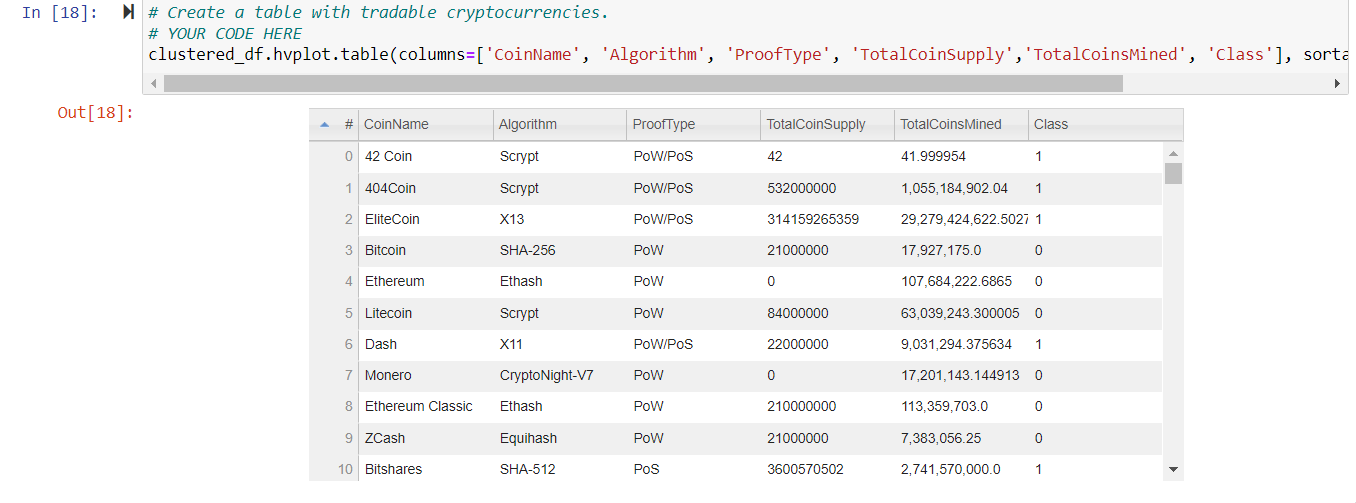 In [18]: # Create a table with tradable cryptocurrencies.
# YOUR CODE HERE
clustered_df.hvplot.table(columns=['CoinName', 'Algorithm', 'ProofType', 'TotalCoinSupply','TotalCoinsMined', 'Class'], sorta
Out[18]:
# CoinName Algorithm ProofType TotalCoinSupply TotalCoinsMined Class
0 42 Coin Scrypt PoW/PoS 42 41.999954 1
1 404Coin Scrypt PoW/PoS 532000000 1,055,184,902.04 1
2 EliteCoin X13 PoW/PoS 314159265359 29,279,424,622.5027 1
3 Bitcoin SHA-256 PoW 21000000 17,927,175.0 0
4 Ethereum Ethash PoW 0 107,684,222.6865 0
5 Litecoin Scrypt PoW 84000000 63,039,243.300005 0
6 Dash X11 PoW/PoS 22000000 9,031,294.375634 1
7 Monero CryptoNight-V7 PoW 0 17,201,143.144913 0
8 Ethereum Classic Ethash PoW 210000000 113,359,703.0 0
9 ZCash Equihash PoW 21000000 7,383,056.25 0
10 Bitshares SHA-512 PoS 3600570502 2,741,570,000.0 1